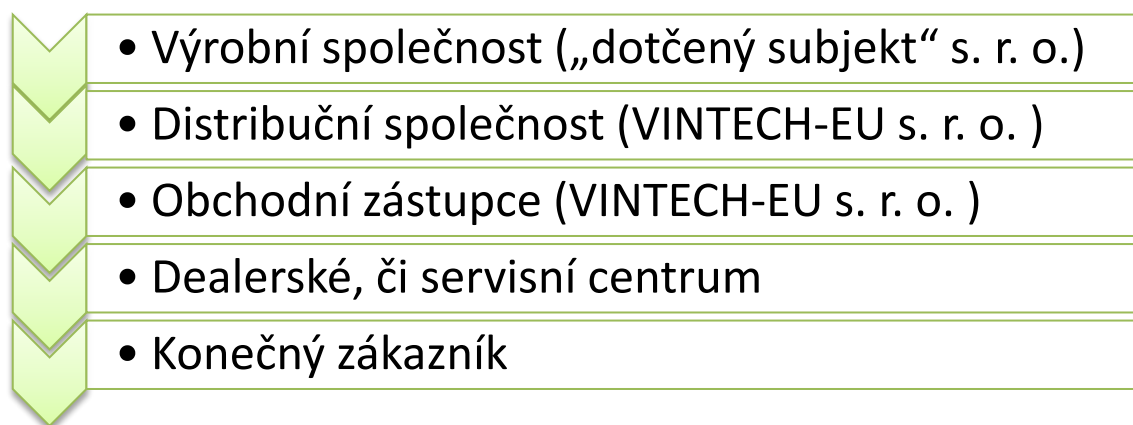 • Výrobní společnost („dotčený subjekt“ s. r. o.)
• Distribuční společnost (VINTECH-EU s. r. o. )
• Obchodní zástupce (VINTECH-EU s. r. o. )
• Dealerské, či servisní centrum
• Konečný zákazník